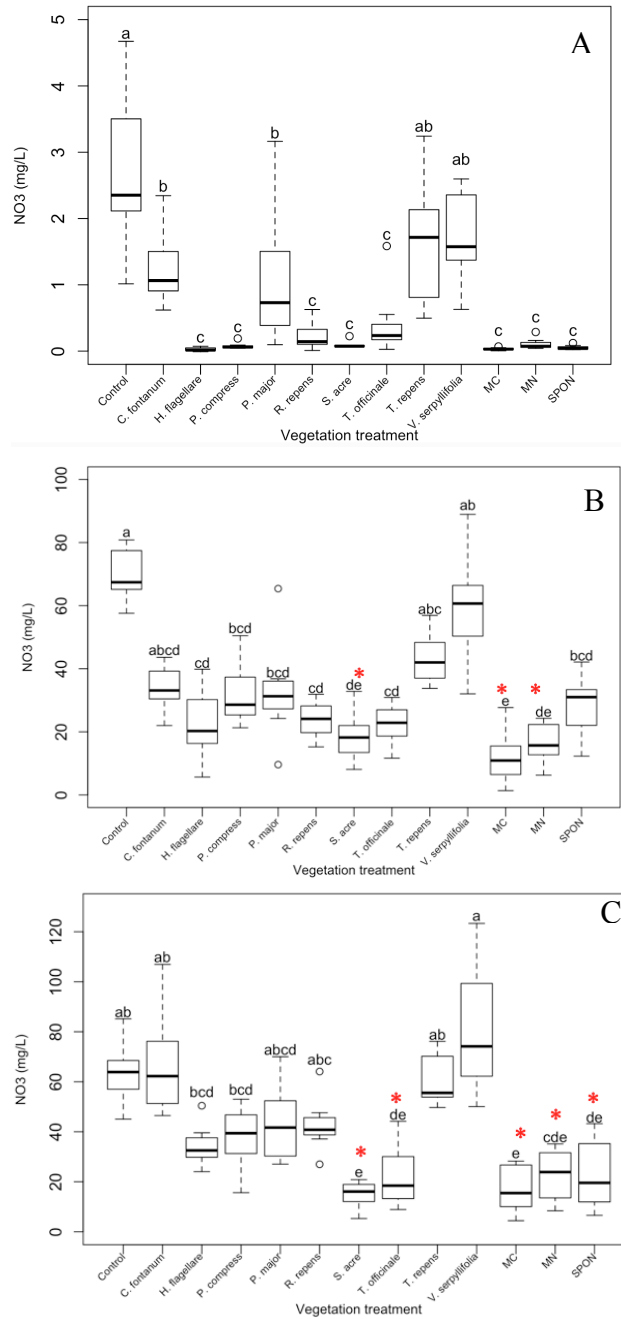 A
NO3 (mg/L)
5
4
3
2
1
0
a
b
c
c
b
c
c
c
ab
ab
c
c
c
Control
C. fontanum
H. flagellare
P. compress
P. major
R. repens
S. acre
T. officinale
T. repens
V. serpyllifolia
MC
MN
SPON
Vegetation treatment
B
NO3 (mg/L)
100
80
60
40
20
0
a
abcd
cd
bcd
bcd
cd
*
de
cd
abc
ab
*
e
*
de
bcd
Control
C. fontanum
H. flagellare
P. compress
P. major
R. repens
S. acre
T. officinale
T. repens
V. serpyllifolia
MC
MN
SPON
Vegetation treatment
C
NO3 (mg/L)
120
100
80
60
40
20
0
ab
ab
bcd
bcd
abcd
abc
*
e
*
de
ab
a
*
e
*
cde
*
de
Control
C. fontanum
H. flagellare
P. compress
P. major
R. repens
S. acre
T. officinale
T. repens
V. serpyllifolia
MC
MN
SPON
Vegetation treatment